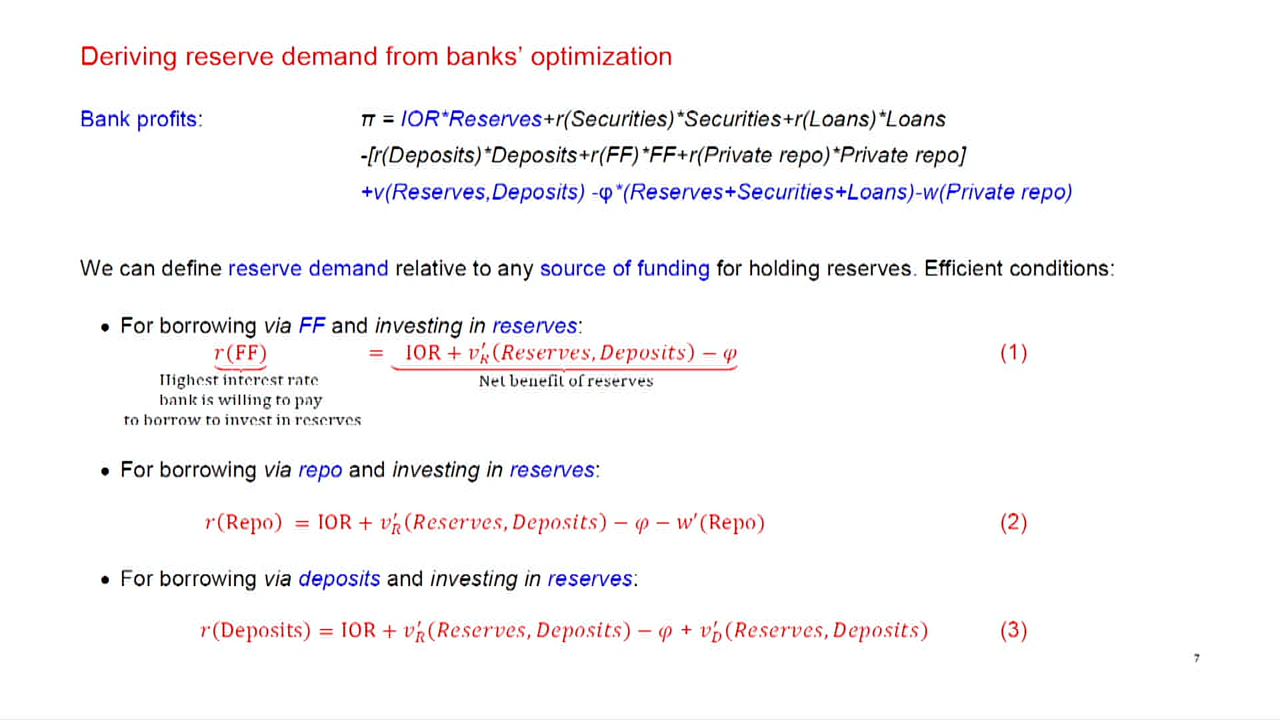 Deriving reserve demand from banks' optimization
Bank profits: π = IOR*Reserves+r(Securities)*Securities+r(Loans)*Loans
-[r(Deposits)*Deposits+r(FF)*FF+r(Private repo)*Private repo]
+v(Reserves,Deposits) -φ*(Reserves+Securities+Loans)-w(Private repo)
We can define reserve demand relative to any source of funding for holding reserves. Efficient conditions:
• For borrowing via FF and investing in reserves:
r(FF) = IOR + v′R(Reserves, Deposits) − φ (1)
Highest interest rate
bank is willing to pay
to borrow to invest in reserves
Net benefit of reserves
• For borrowing via repo and investing in reserves:
r(Repo) = IOR + v′R(Reserves, Deposits) − φ − w′(Repo) (2)
• For borrowing via deposits and investing in reserves:
r(Deposits) = IOR + v′R(Reserves, Deposits) − φ + v′D(Reserves, Deposits) (3)
7